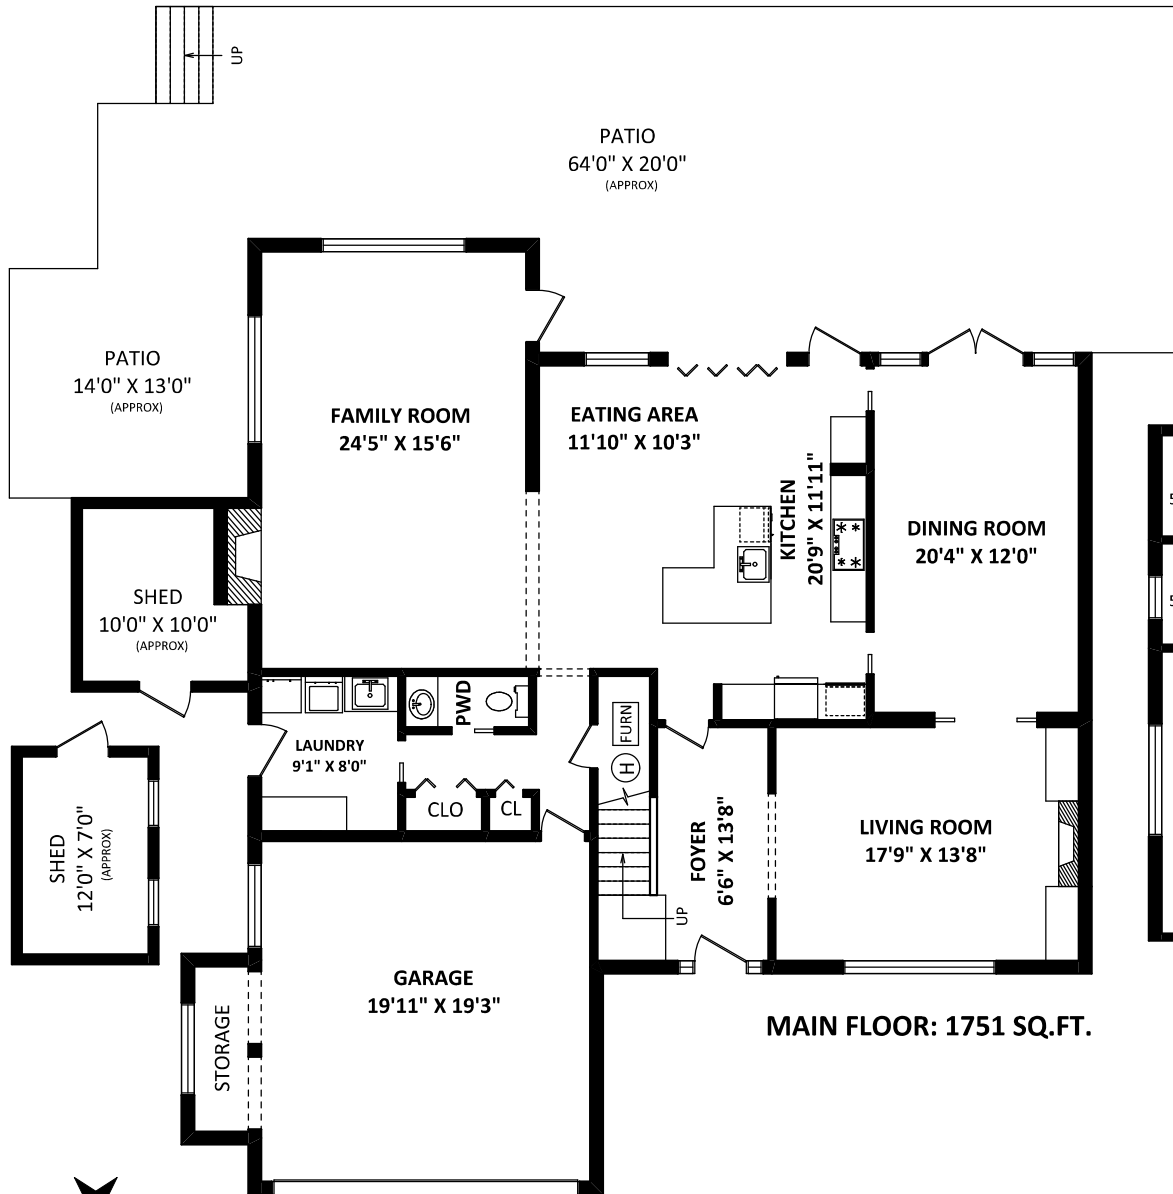 UP
PATIO
64'0" X 20'0"
(APPROX)
PATIO
14'0" X 13'0"
(APPROX)
FAMILY ROOM
24'5" X 15'6"
EATING AREA
11'10" X 10'3"
KITCHEN
20'9" X 11'11"
DINING ROOM
20'4" X 12'0"
SHED
10'0" X 10'0"
(APPROX)
PWD
FURN
H
LAUNDRY
9'1" X 8'0"
CLO
CL
SHED
12'0" X 7'0"
(APPROX)
FOYER
6'6" X 13'8"
LIVING ROOM
17'9" X 13'8"
UP
GARAGE
19'11" X 19'3"
STORAGE
MAIN FLOOR: 1751 SQ.FT.